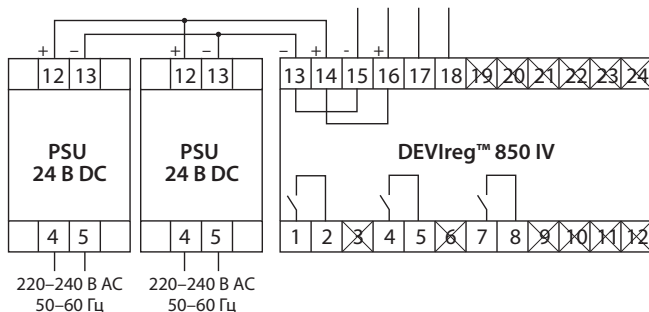 + – + – – + - +
12 13 12 13 13 14 15 16 17 18 19 20 21 22 23 24
PSU
24 В DC
PSU
24 В DC
DEVIreg™ 850 IV
4 5 4 5 1 2 3 4 5 6 7 8 9 10 11 12
220–240 В AC
50–60 Гц
220–240 В AC
50–60 Гц